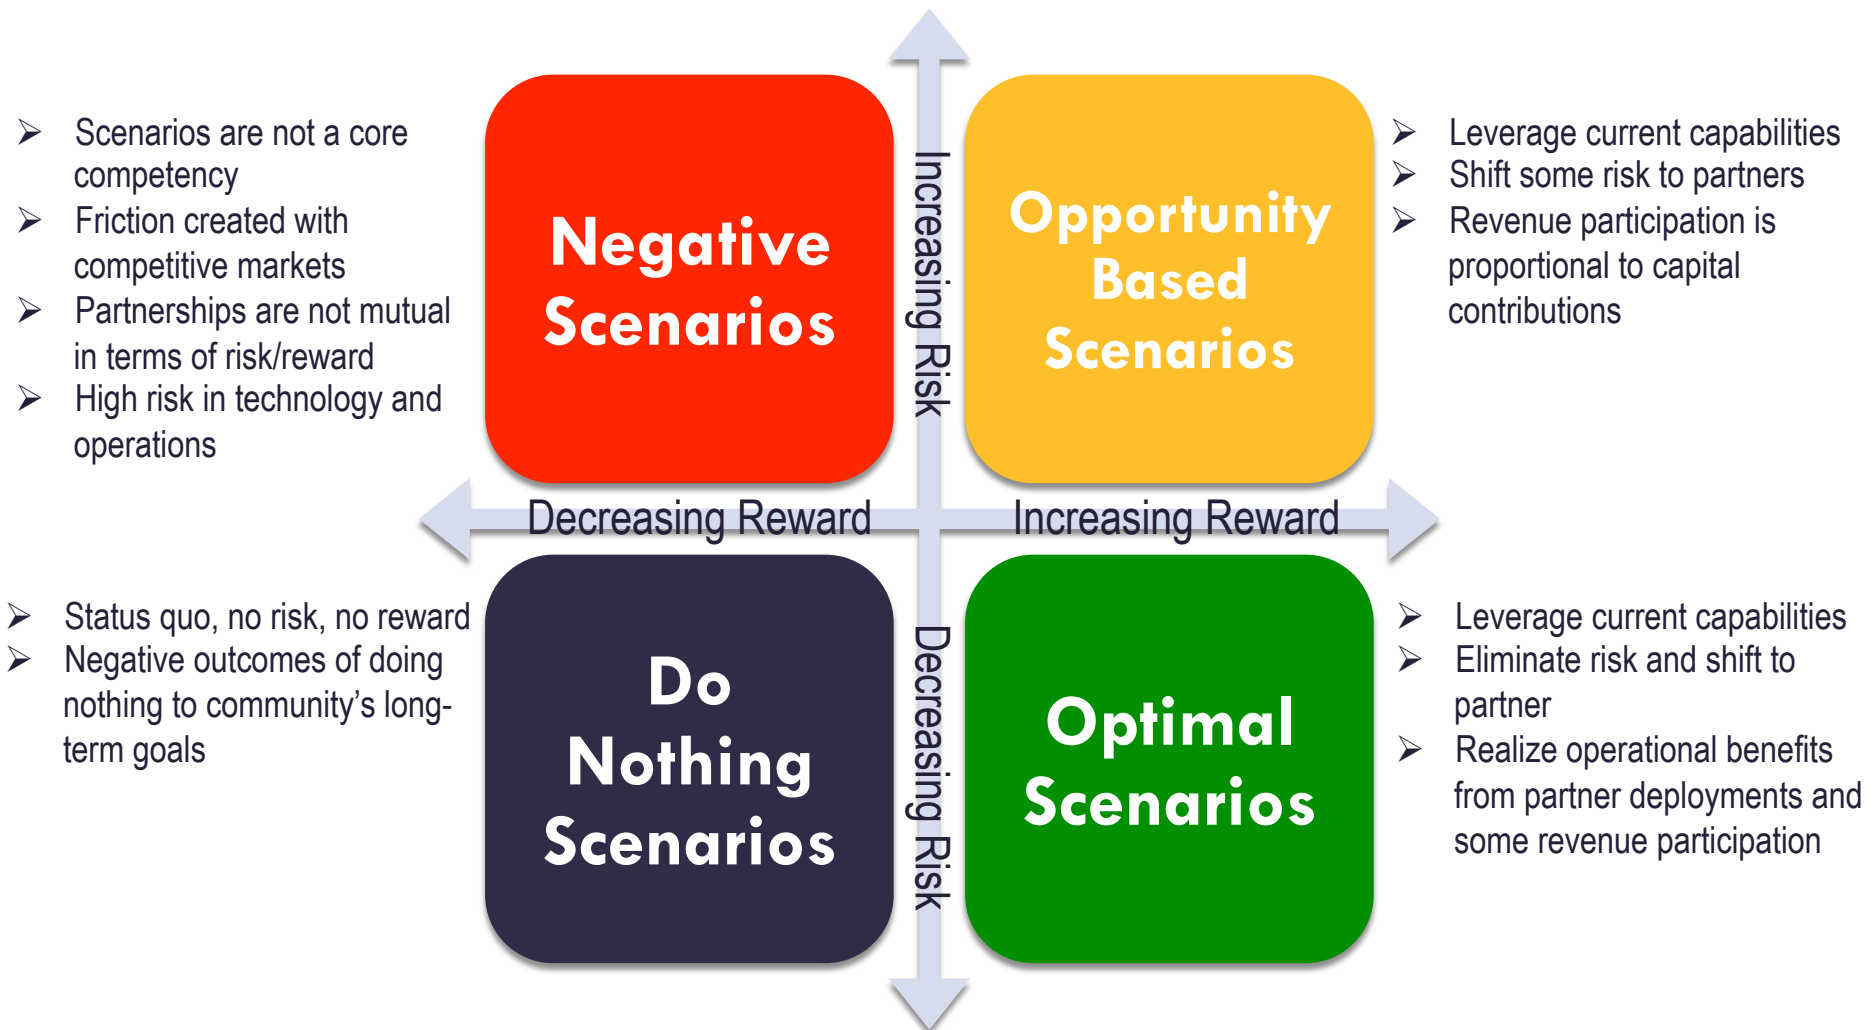 ➢ Scenarios are not a core
competency
➢ Friction created with
competitive markets
➢ Partnerships are not mutual
in terms of risk/reward
➢ High risk in technology and
operations
Negative
Scenarios
Increasing Risk
Opportunity
Based
Scenarios
➢ Leverage current capabilities
➢ Shift some risk to partners
➢ Revenue participation is
proportional to capital
contributions
Decreasing Reward
Increasing Reward
➢ Status quo, no risk, no reward
➢ Negative outcomes of doing
nothing to community’s long-
term goals
Do
Nothing
Scenarios
Decreasing Risk
Optimal
Scenarios
➢ Leverage current capabilities
➢ Eliminate risk and shift to
partner
➢ Realize operational benefits
from partner deployments and
some revenue participation